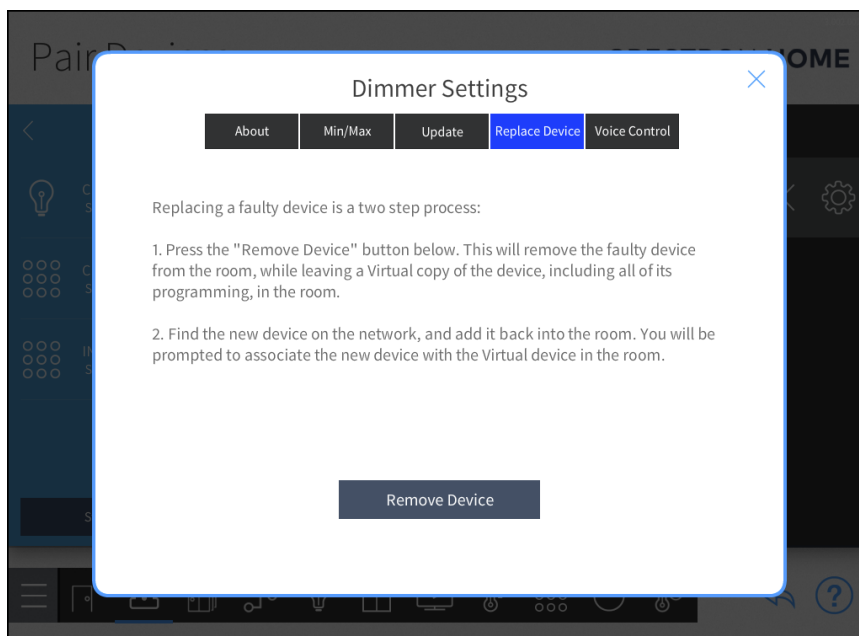 Pair
OME
Dimmer Settings
About Min/Max Update Replace Device Voice Control
Replacing a faulty device is a two step process:
1. Press the "Remove Device" button below. This will remove the faulty device
from the room, while leaving a Virtual copy of the device, including all of its
programming, in the room.
2. Find the new device on the network, and add it back into the room. You will be
prompted to associate the new device with the Virtual device in the room.
Remove Device
?